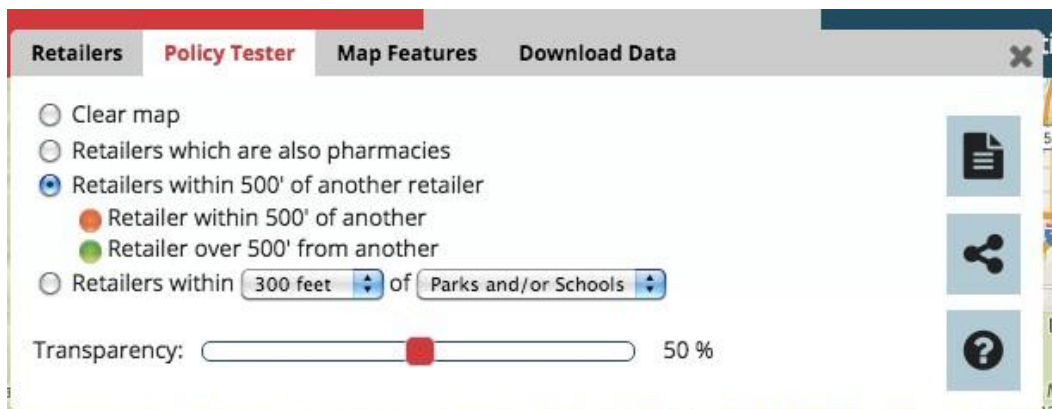 Retailers Policy Tester Map Features Download Data
Clear map
Retailers which are also pharmacies
Retailers within 500' of another retailer
Retailer within 500' of another
Retailer over 500' from another
Retailers within 300 feet of Parks and/or Schools
Transparency: 50 %